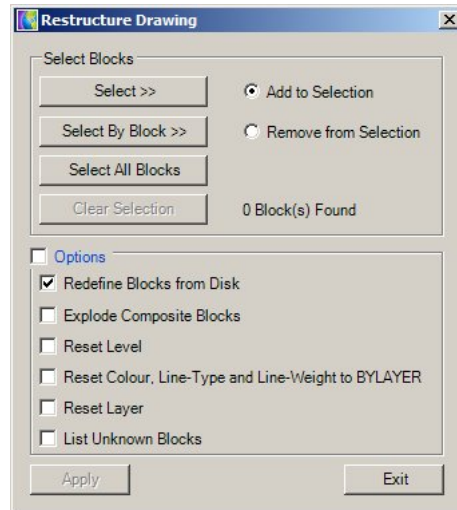 Restructure Drawing
Select Blocks
Select >>
Add to Selection
Select By Block >>
Remove from Selection
Select All Blocks
Clear Selection
0 Block(s) Found
Options
Redefine Blocks from Disk
Explode Composite Blocks
Reset Level
Reset Colour, Line-Type and Line-Weight to BYLAYER
Reset Layer
List Unknown Blocks
Apply
Exit